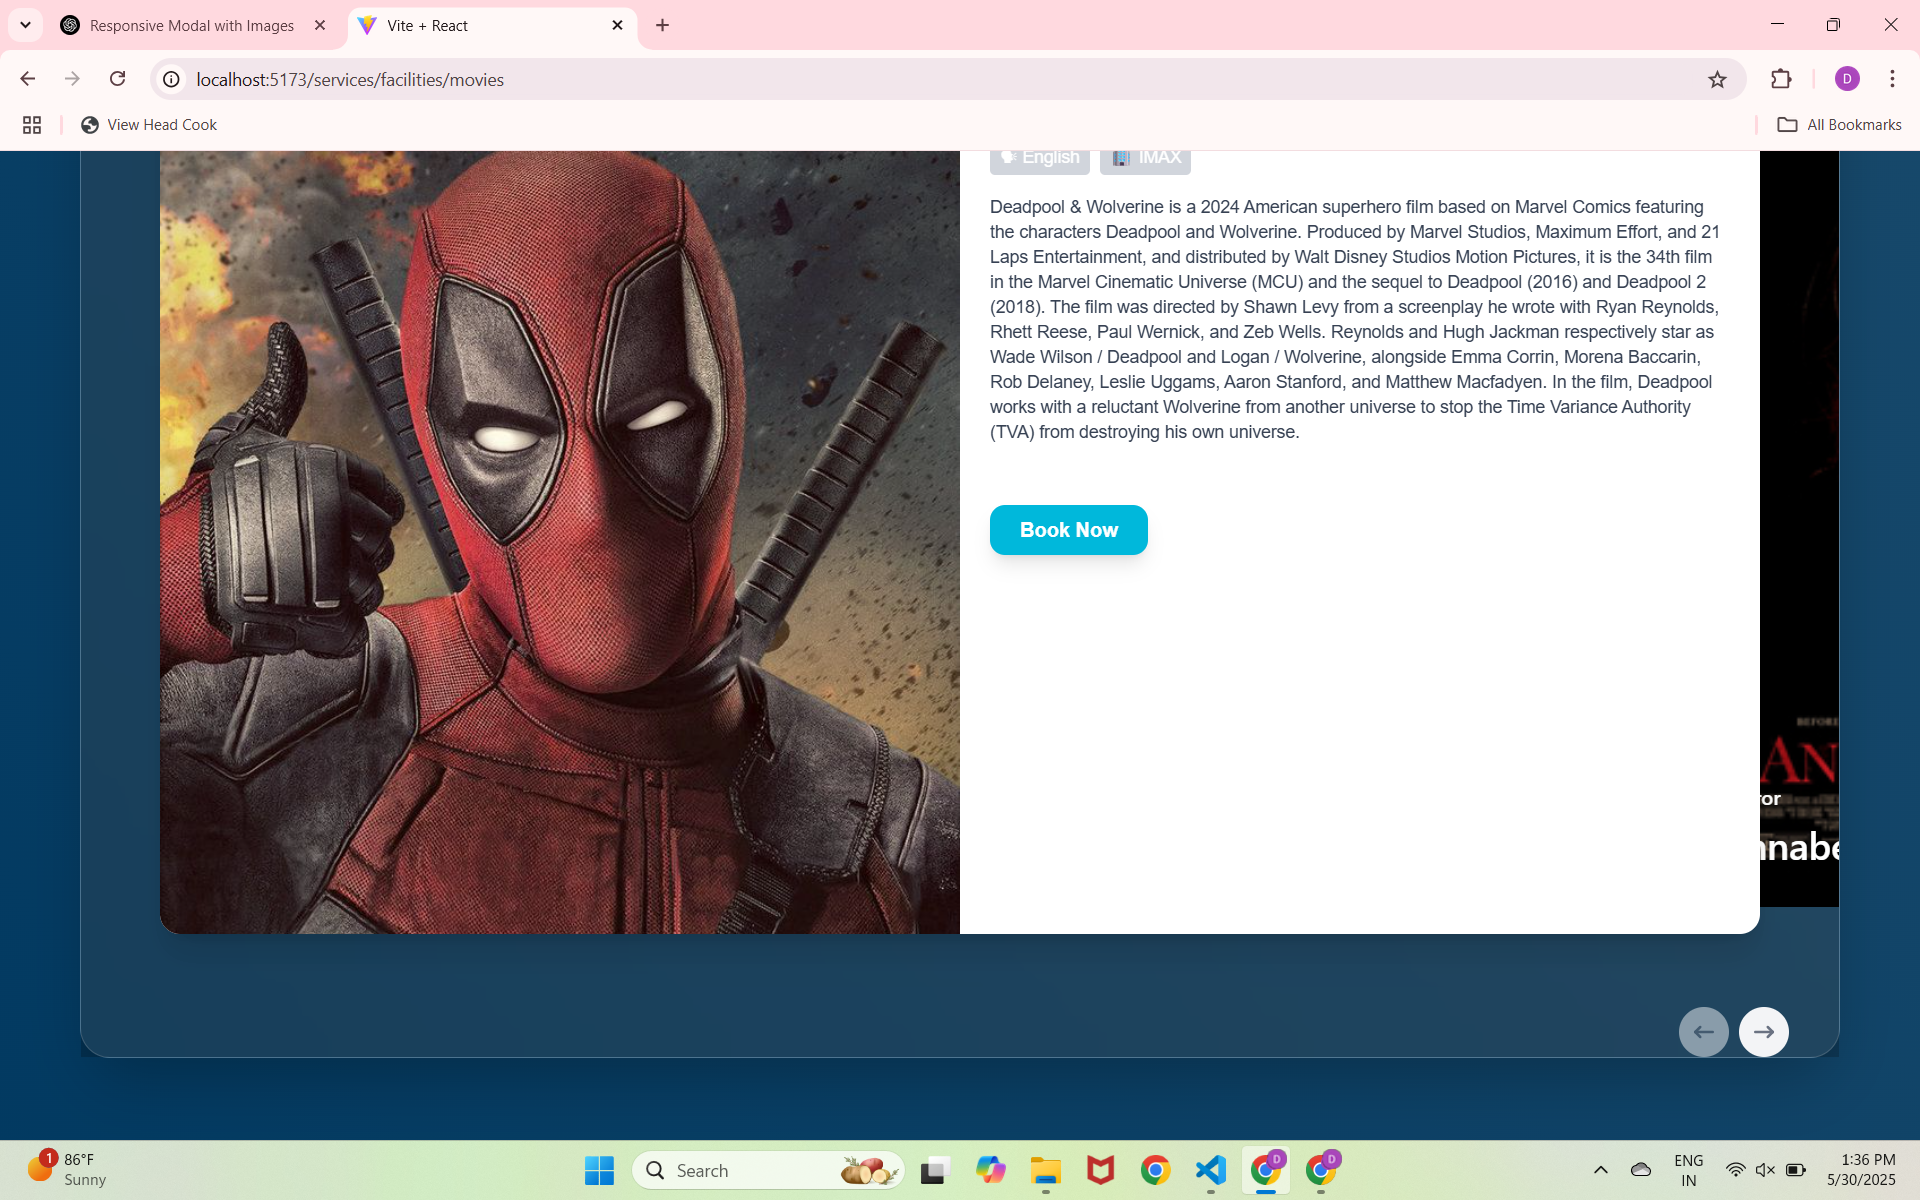 Responsive Modal with Images
Vite + React
localhost:5173/services/facilities/movies
D
View Head Cook
All Bookmarks
English
IMAX
Deadpool & Wolverine is a 2024 American superhero film based on Marvel Comics featuring
the characters Deadpool and Wolverine. Produced by Marvel Studios, Maximum Effort, and 21
Laps Entertainment, and distributed by Walt Disney Studios Motion Pictures, it is the 34th film
in the Marvel Cinematic Universe (MCU) and the sequel to Deadpool (2016) and Deadpool 2
(2018). The film was directed by Shawn Levy from a screenplay he wrote with Ryan Reynolds,
Rhett Reese, Paul Wernick, and Zeb Wells. Reynolds and Hugh Jackman respectively star as
Wade Wilson / Deadpool and Logan / Wolverine, alongside Emma Corrin, Morena Baccarin,
Rob Delaney, Leslie Uggams, Aaron Stanford, and Matthew Macfadyen. In the film, Deadpool
works with a reluctant Wolverine from another universe to stop the Time Variance Authority
(TVA) from destroying his own universe.
Book Now
BEFORE
AN
ror
nnabe
1
86°F
Sunny
Search
D
D
ENG
IN
1:36 PM
5/30/2025